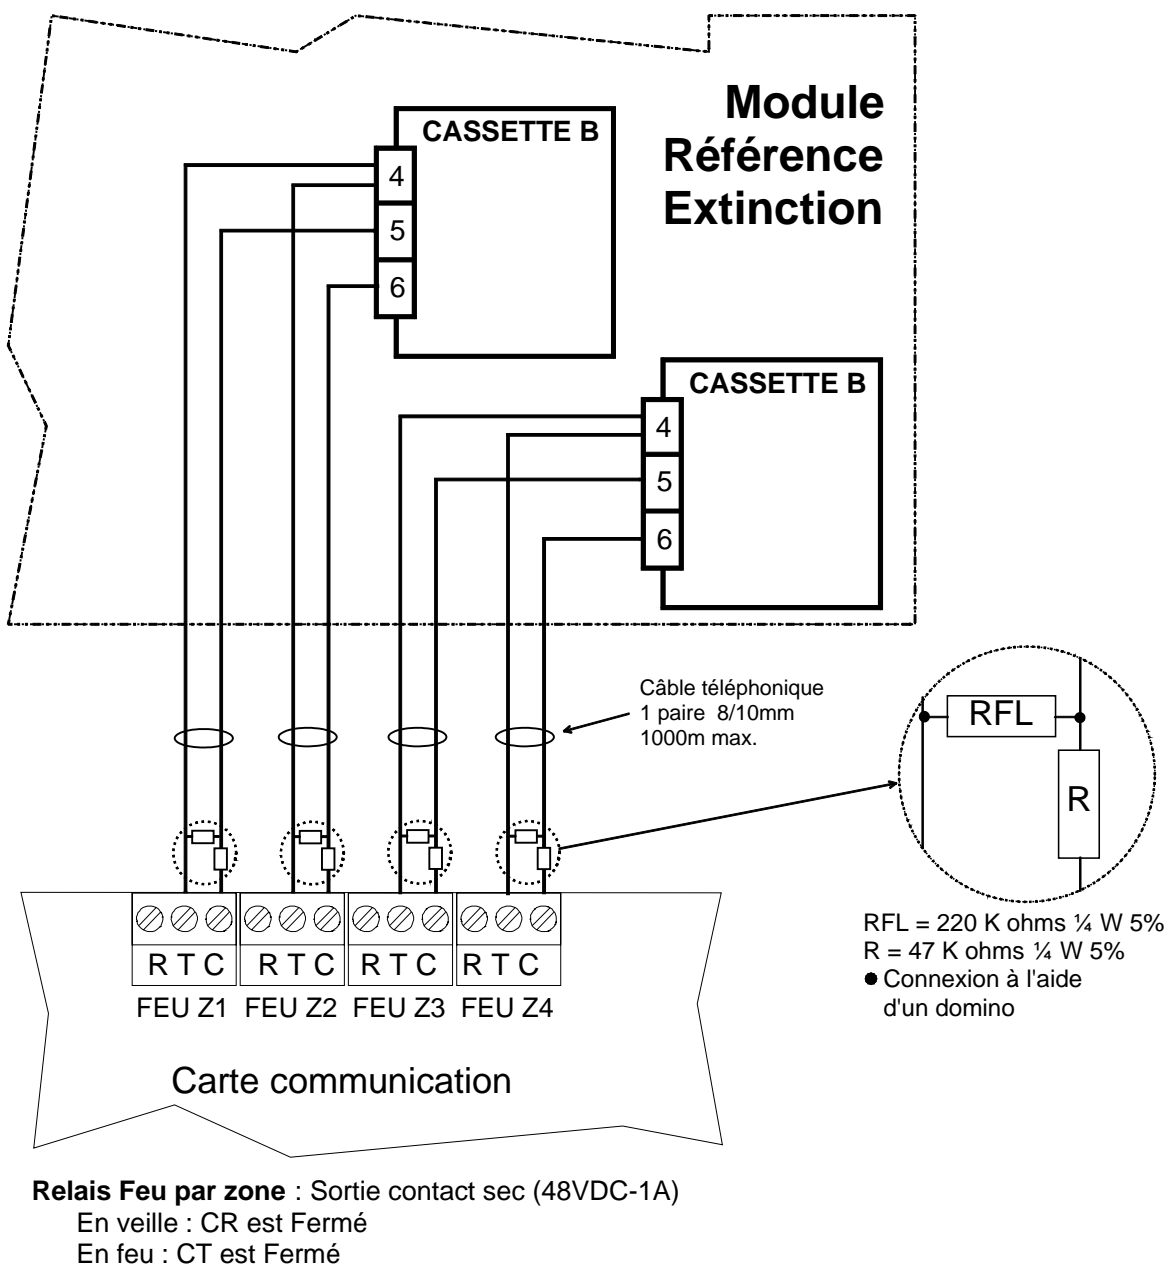 Module
Référence
Extinction
CASSETTE B
4
5
6
CASSETTE B
4
5
6
Câble téléphonique
1 paire 8/10mm
1000m max.
RFL
R
RFL = 220 K ohms ¼ W 5%
R = 47 K ohms ¼ W 5%
● Connexion à l'aide
d'un domino
R T C R T C R T C R T C
FEU Z1 FEU Z2 FEU Z3 FEU Z4
Carte communication
Relais Feu par zone : Sortie contact sec (48VDC-1A)
En veille : CR est Fermé
En feu : CT est Fermé